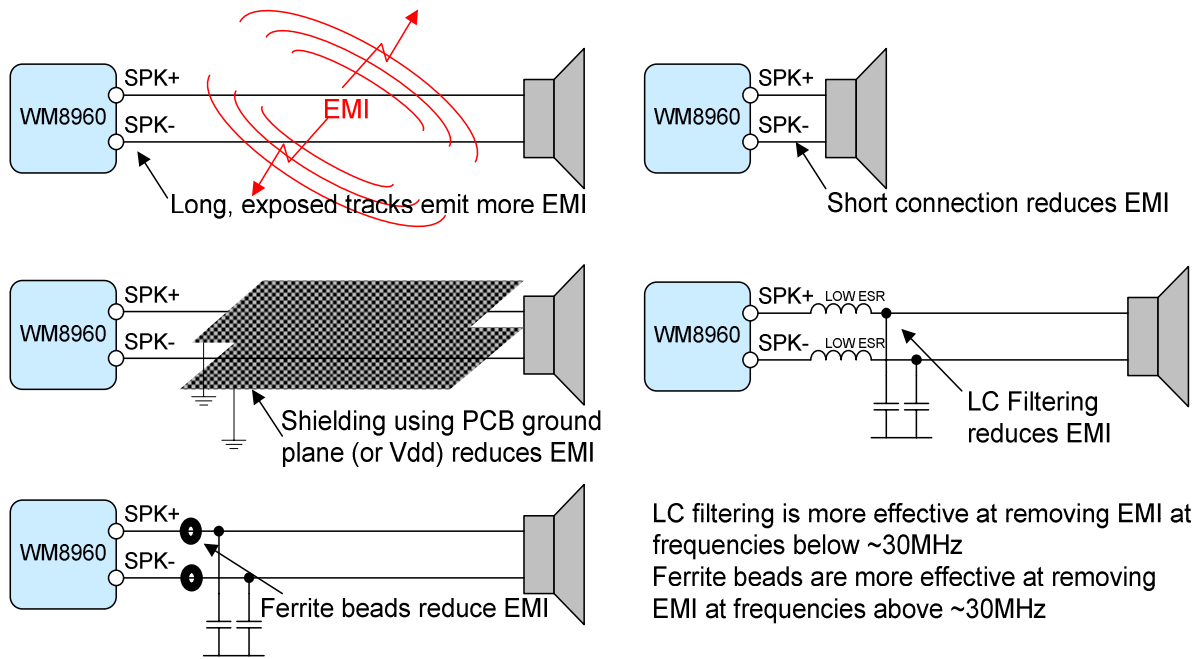 SPK+
WM8960
SPK-
EMI
Long, exposed tracks emit more EMI
SPK+
WM8960
SPK-
Short connection reduces EMI
SPK+
WM8960
SPK-
Shielding using PCB ground
plane (or Vdd) reduces EMI
SPK+
LOW ESR
WM8960
SPK-
LOW ESR
LC Filtering
reduces EMI
SPK+
WM8960
SPK-
Ferrite beads reduce EMI
LC filtering is more effective at removing EMI at
frequencies below ~30MHz
Ferrite beads are more effective at removing
EMI at frequencies above ~30MHz